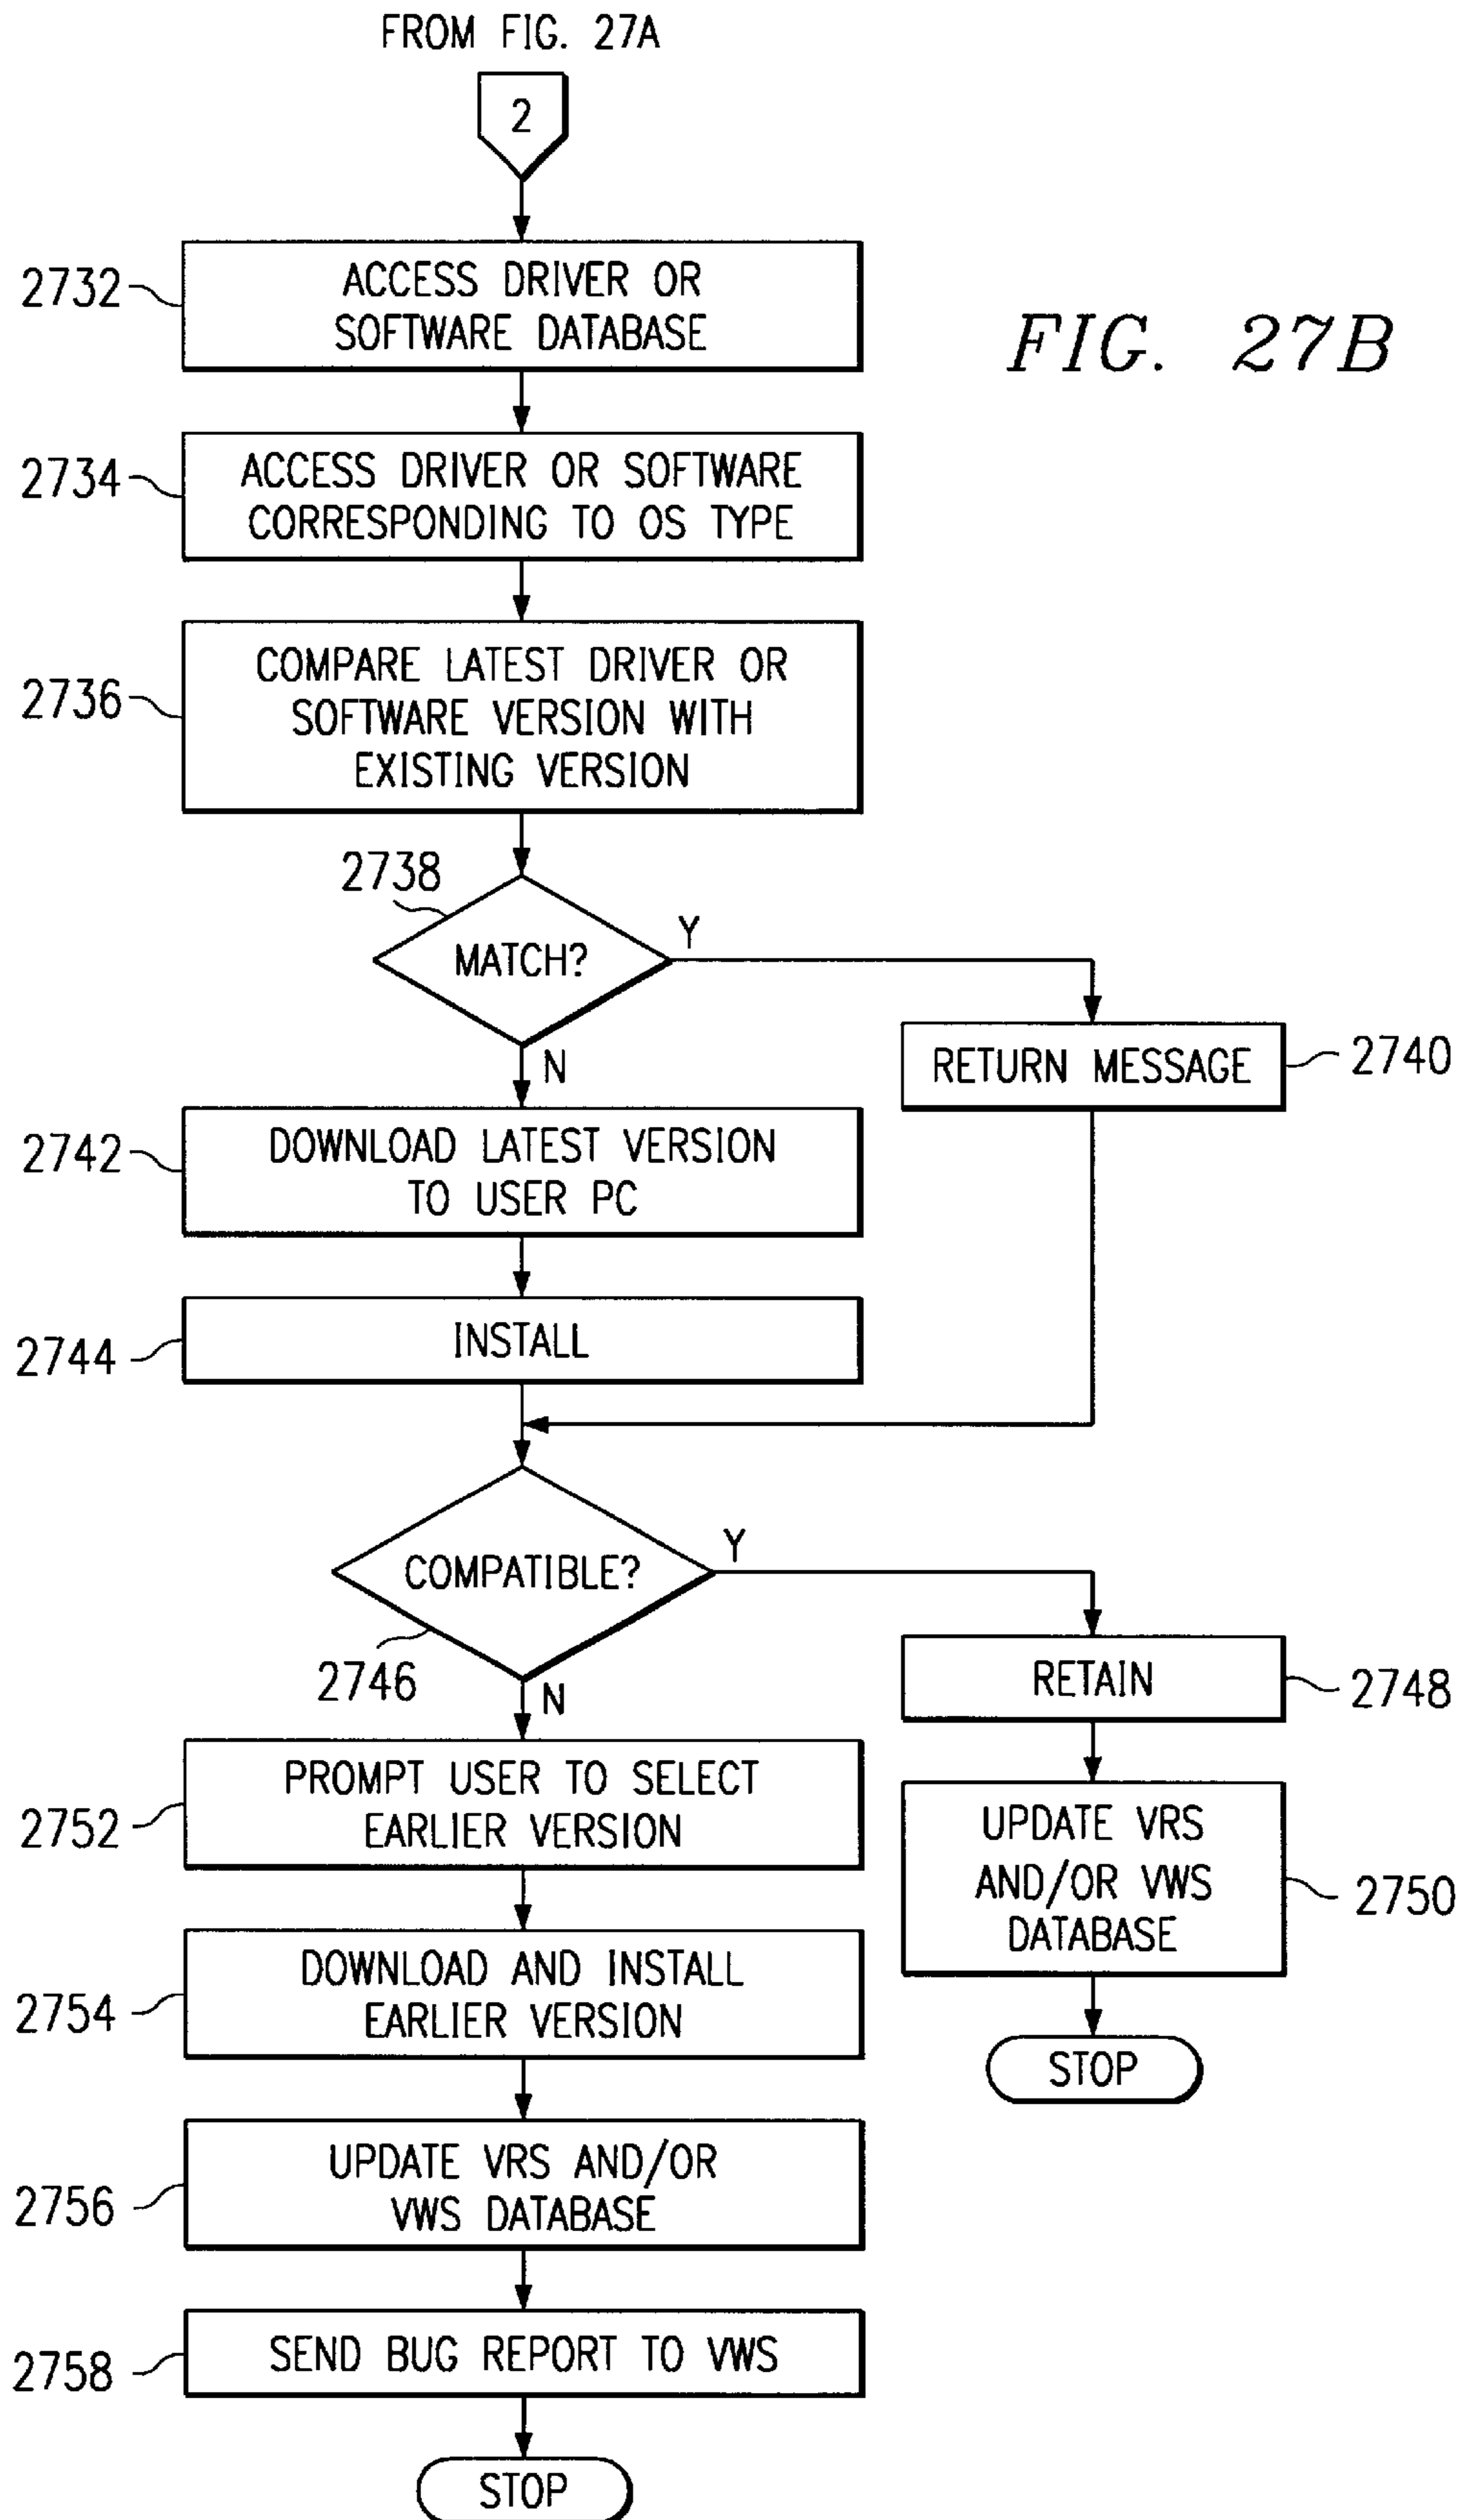 FROM FIG. 27A
2
2732
ACCESS DRIVER OR
SOFTWARE DATABASE
FIG. 27B
2734
ACCESS DRIVER OR SOFTWARE
CORRESPONDING TO OS TYPE
2736
COMPARE LATEST DRIVER OR
SOFTWARE VERSION WITH
EXISTING VERSION
2738
MATCH?
Y
N
RETURN MESSAGE
2740
2742
DOWNLOAD LATEST VERSION
TO USER PC
2744
INSTALL
COMPATIBLE?
Y
2746
N
RETAIN
2748
UPDATE VRS
AND/OR VWS
DATABASE
2750
STOP
2752
PROMPT USER TO SELECT
EARLIER VERSION
2754
DOWNLOAD AND INSTALL
EARLIER VERSION
2756
UPDATE VRS AND/OR
VWS DATABASE
2758
SEND BUG REPORT TO VWS
STOP